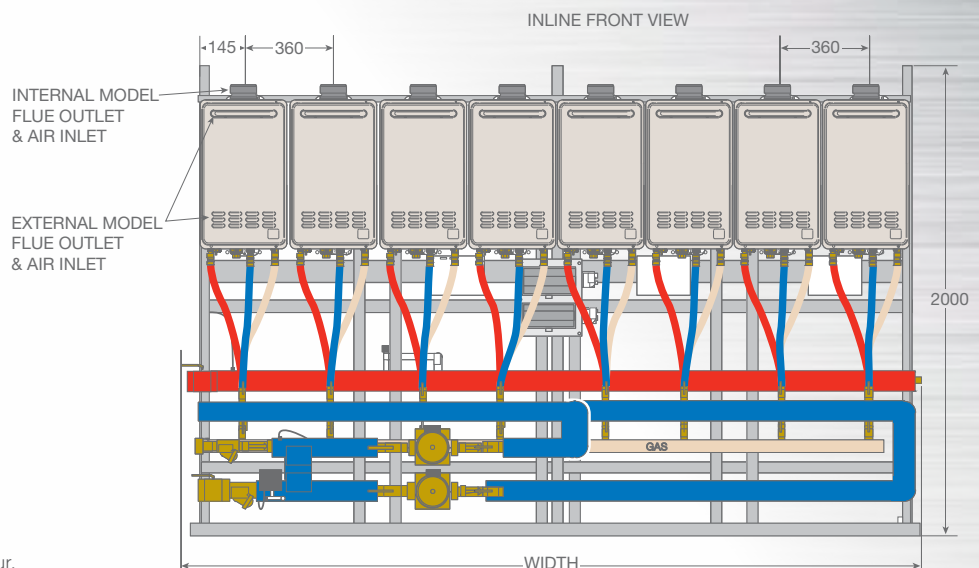 INLINE FRONT VIEW
145
360
360
INTERNAL MODEL
FLUE OUTLET
& AIR INLET
EXTERNAL MODEL
FLUE OUTLET
& AIR INLET
2000
GAS
WIDTH
ur.